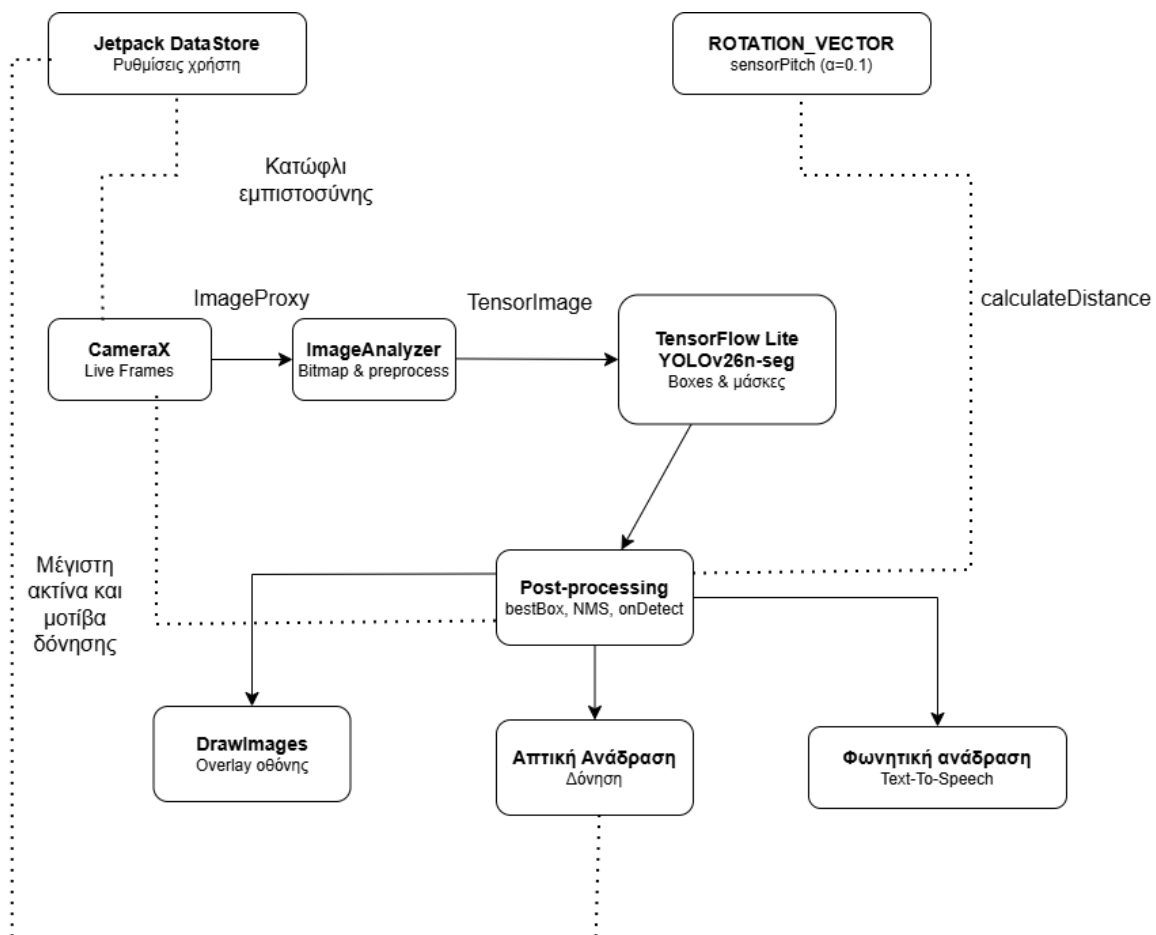 Jetpack DataStore
Ρυθμίσεις χρήστη
ROTATION_VECTOR
sensorPitch (α=0.1)
Κατώφλι
εμπιστοσύνης
ImageProxy
TensorImage
calculateDistance
CameraX
Live Frames
ImageAnalyzer
Bitmap & preprocess
TensorFlow Lite
YOLOv26n-seg
Boxes & μάσκες
Μέγιστη
ακτίνα και
μοτίβα
δόνησης
Post-processing
bestBox, NMS, onDetect
DrawImages
Overlay οθόνης
Απτική Ανάδραση
Δόνηση
Φωνητική ανάδραση
Text-To-Speech